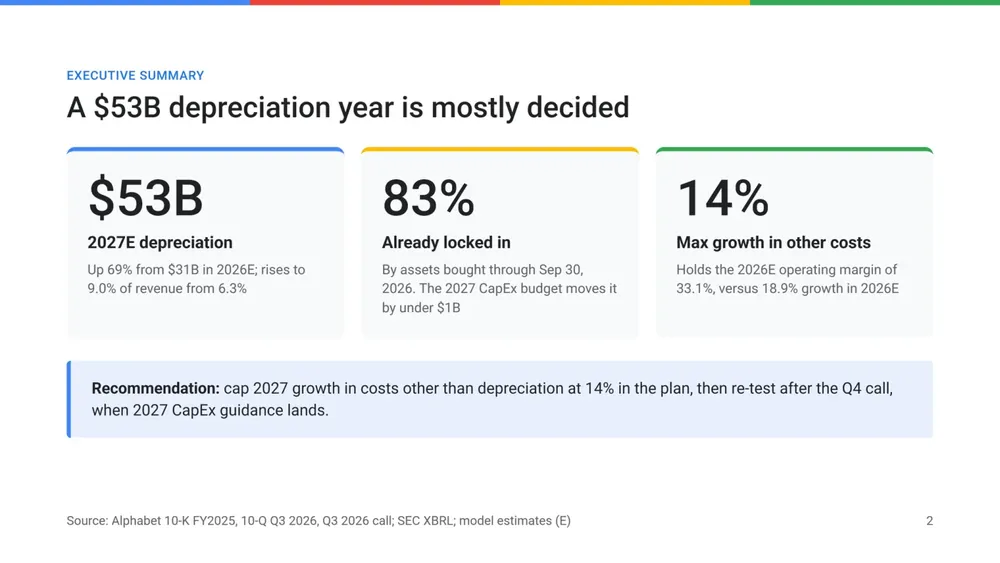 EXECUTIVE SUMMARY
A $53B depreciation year is mostly decided
$53B
2027E depreciation
Up 69% from $31B in 2026E; rises to
9.0% of revenue from 6.3%
83%
Already locked in
By assets bought through Sep 30,
2026. The 2027 CapEx budget moves it
by under $1B
14%
Max growth in other costs
Holds the 2026E operating margin of
33.1%, versus 18.9% growth in 2026E
Recommendation: cap 2027 growth in costs other than depreciation at 14% in the plan, then re-test after the Q4 call,
when 2027 CapEx guidance lands.
Source: Alphabet 10-K FY2025, 10-Q Q3 2026, Q3 2026 call; SEC XBRL; model estimates (E)
2